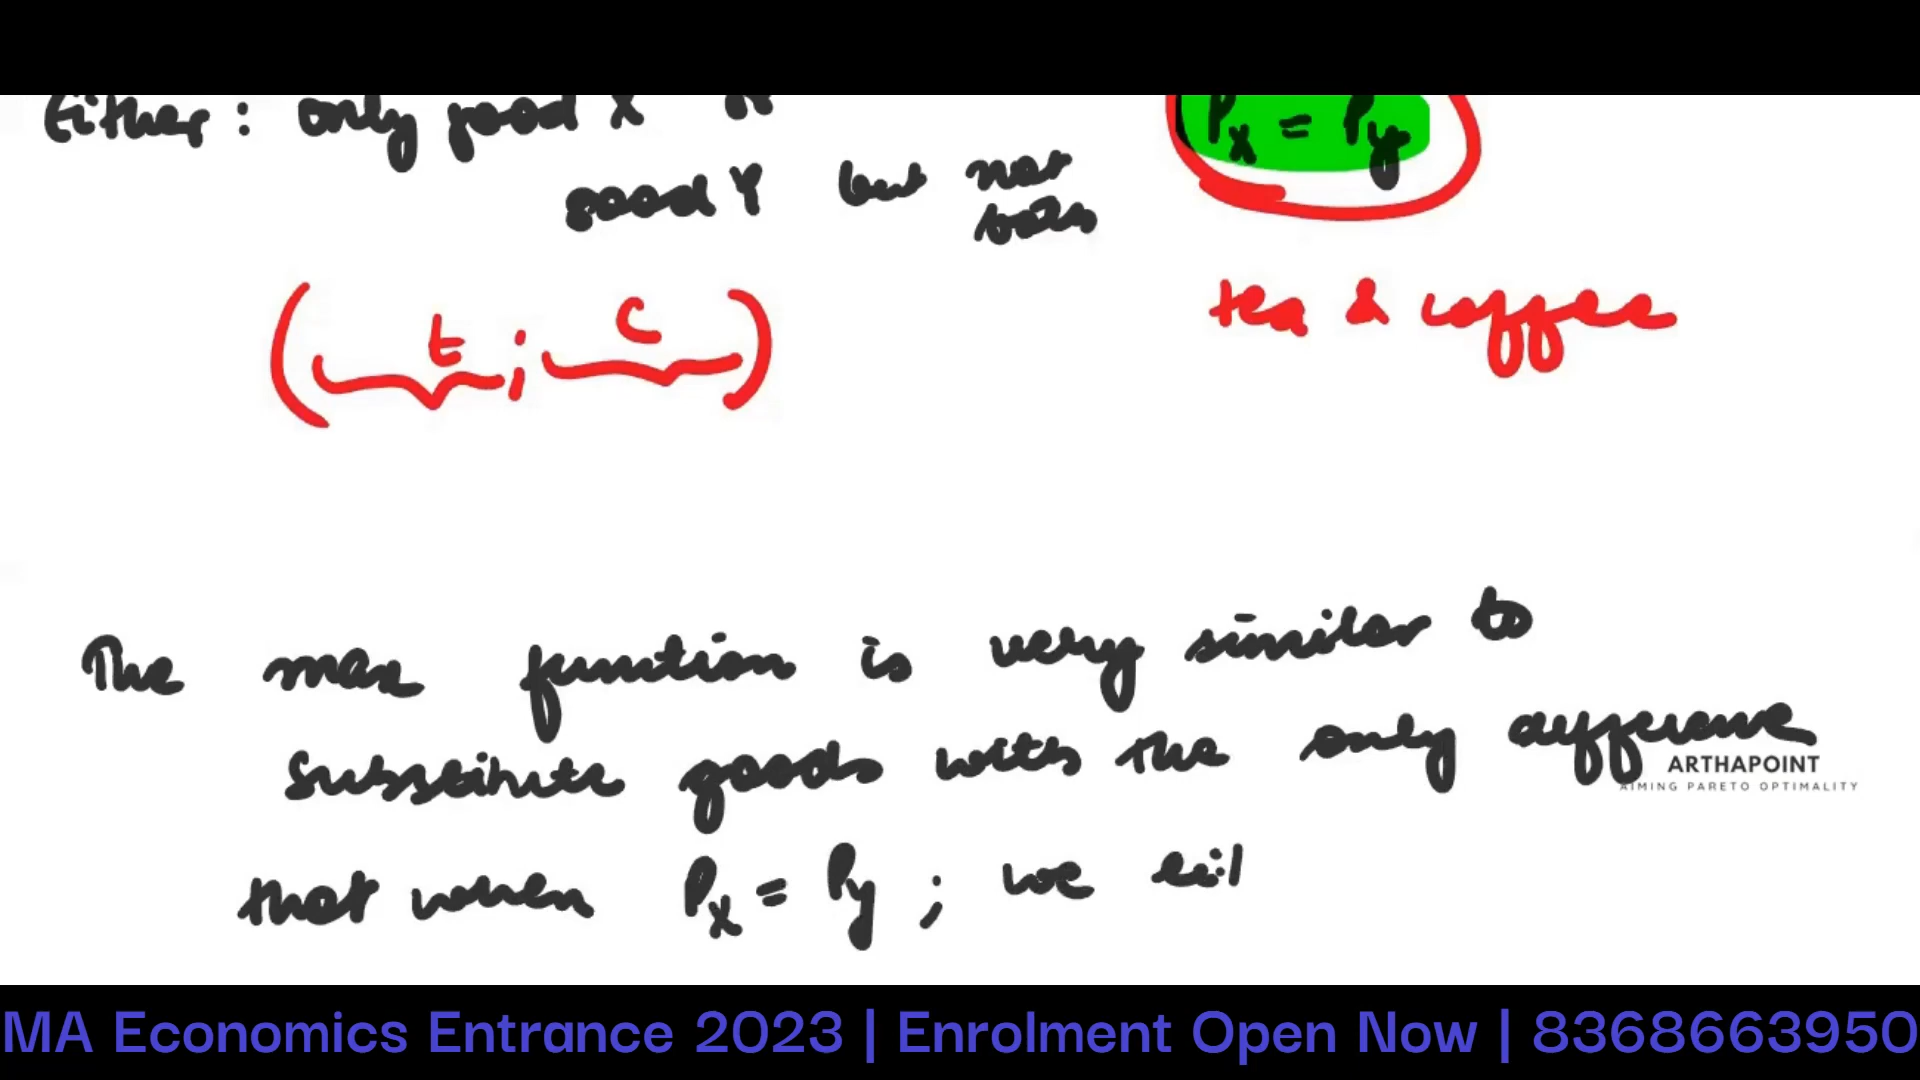 Either : only good X or
Px = Py
good Y but not
both
tea & coffee
( t ; c )
The max function is very similar to
substitute goods with the only difference
ARTHAPOINT
AIMING PARETO OPTIMALITY
that when Px = Py ; we eit
MA Economics Entrance 2023 | Enrolment Open Now | 8368663950